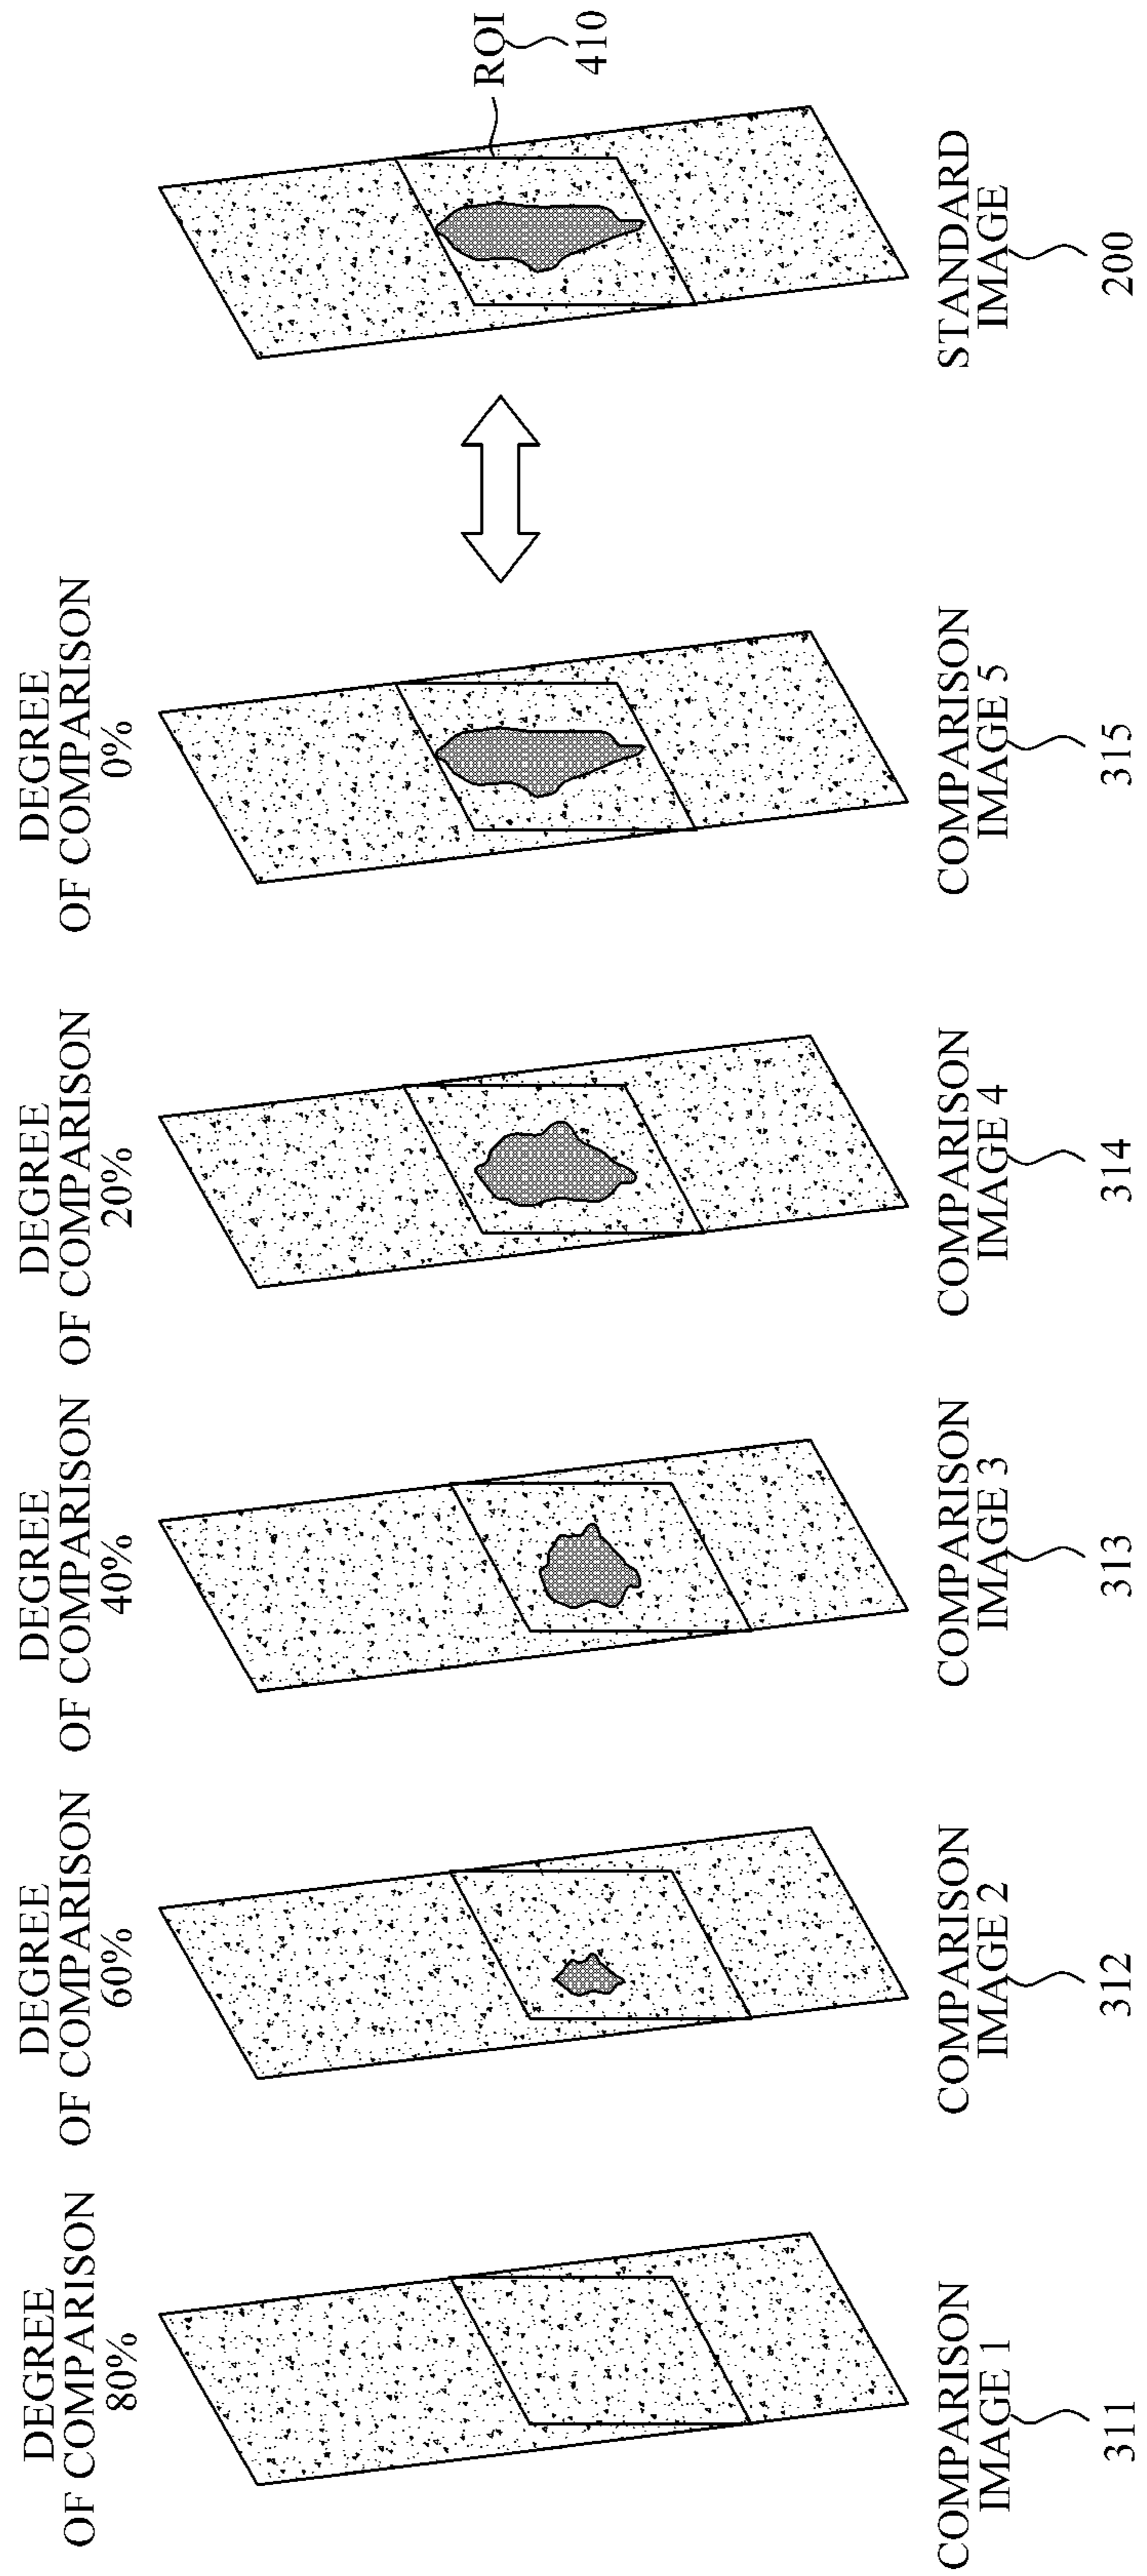 DEGREE
OF COMPARISON
80%
DEGREE
OF COMPARISON
60%
DEGREE
OF COMPARISON
40%
DEGREE
OF COMPARISON
20%
DEGREE
OF COMPARISON
0%
ROI
410
COMPARISON
IMAGE 1
311
COMPARISON
IMAGE 2
312
COMPARISON
IMAGE 3
313
COMPARISON
IMAGE 4
314
COMPARISON
IMAGE 5
315
STANDARD
IMAGE
200